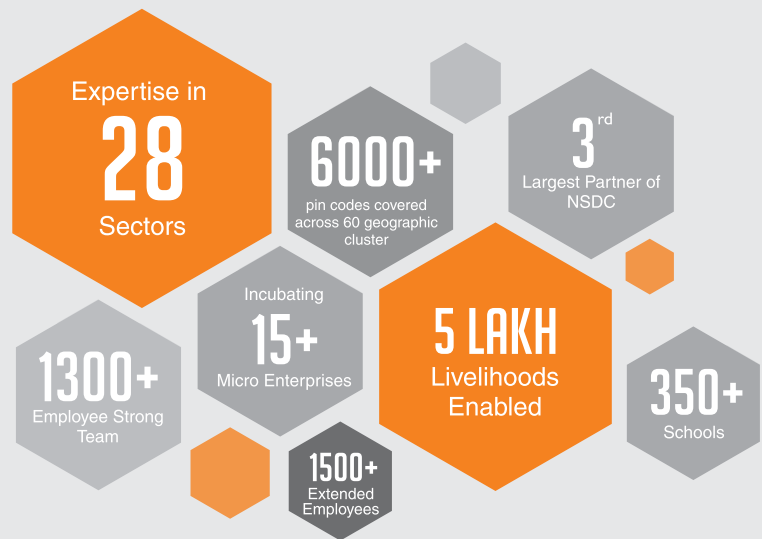 Expertise in
28
Sectors
6000+
pin codes covered
across 60 geographic
cluster
3rd
Largest Partner of
NSDC
Incubating
15+
Micro Enterprises
5 LAKH
Livelihoods
Enabled
1300+
Employee Strong
Team
350+
Schools
1500+
Extended
Employees